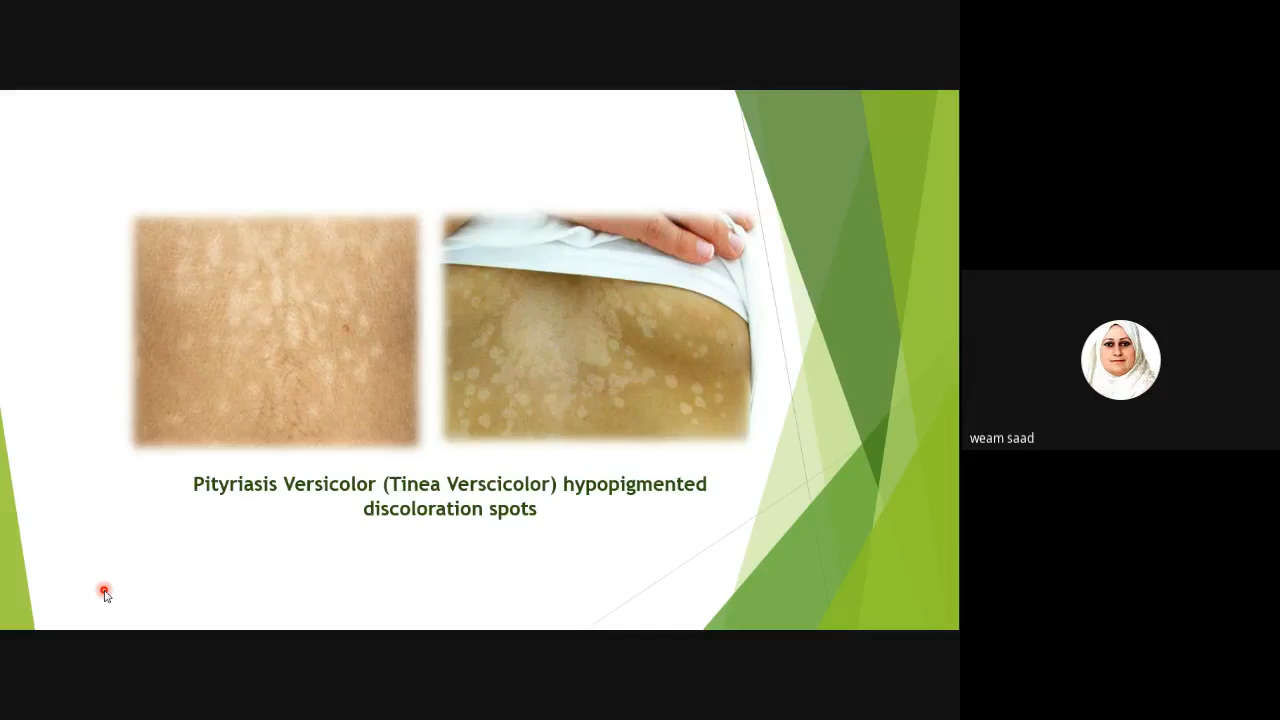 Pityriasis Versicolor (Tinea Verscicolor) hypopigmented
discoloration spots
weam saad